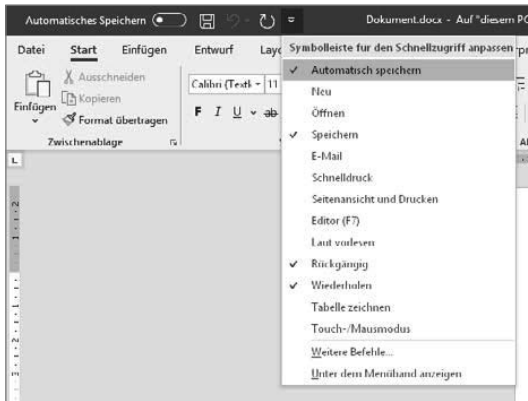 Automatisches Speichern
Dokument.docx - Auf "diesem PC
Datei Start Einfügen Entwurf Layo
Symbolleiste für den Schnellzugriff anpassen
Ausschneiden
Kopieren
Format übertragen
Einfügen
Zwischenablage
Calibri (Textk 11
F I U ab
L
Automatisch speichern
Neu
Öffnen
Speichern
E-Mail
Schnelldruck
Seitenansicht und Drucken
Editor (F7)
Laut vorlesen
Rückgängig
Wiederholen
Tabelle zeichnen
Touch-/Mausmodus
Weitere Befehle...
Unter dem Menüband anzeigen